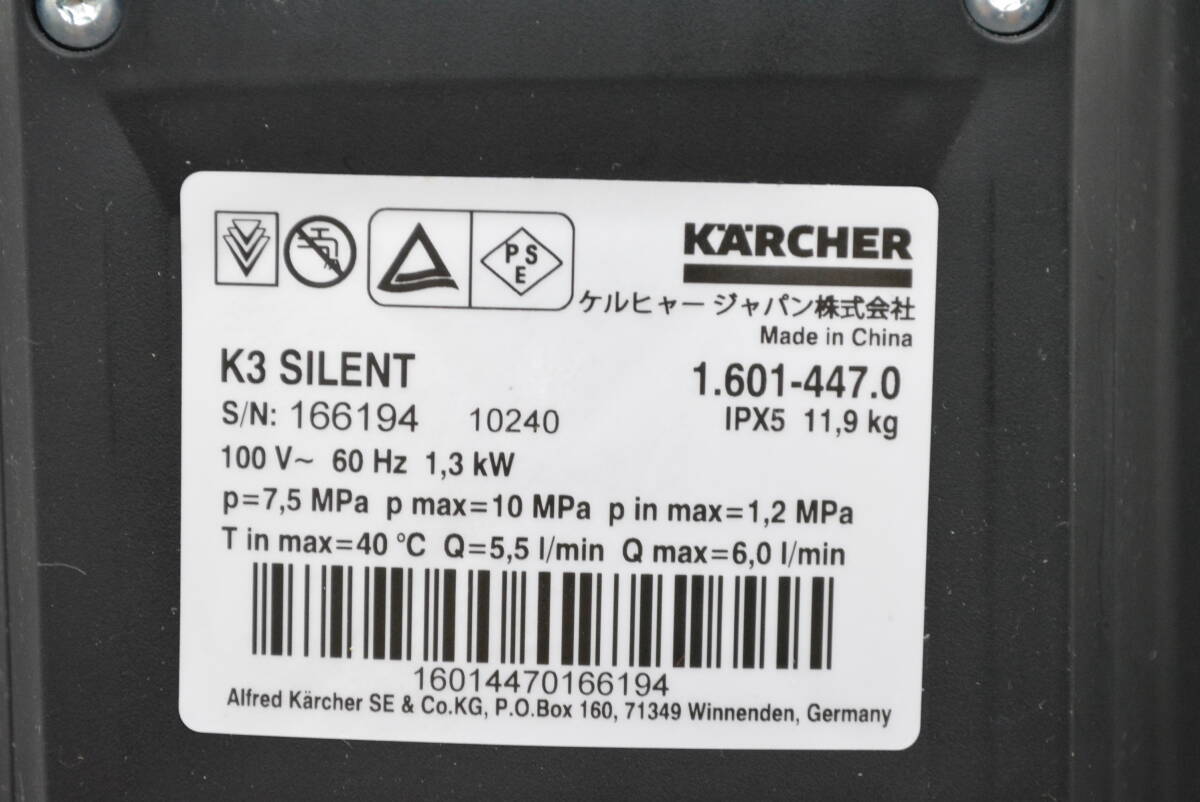 PSE
KÄRCHER
ケルヒャー ジャパン株式会社
Made in China
K3 SILENT
1.601-447.0
S/N: 166194 10240
IPX5 11,9 kg
100 V~ 60 Hz 1,3 kW
p=7,5 MPa p max=10 MPa p in max=1,2 MPa
T in max=40 °C Q=5,5 l/min Q max=6,0 l/min
16014470166194
Alfred Kärcher SE & Co.KG, P.O.Box 160, 71349 Winnenden, Germany